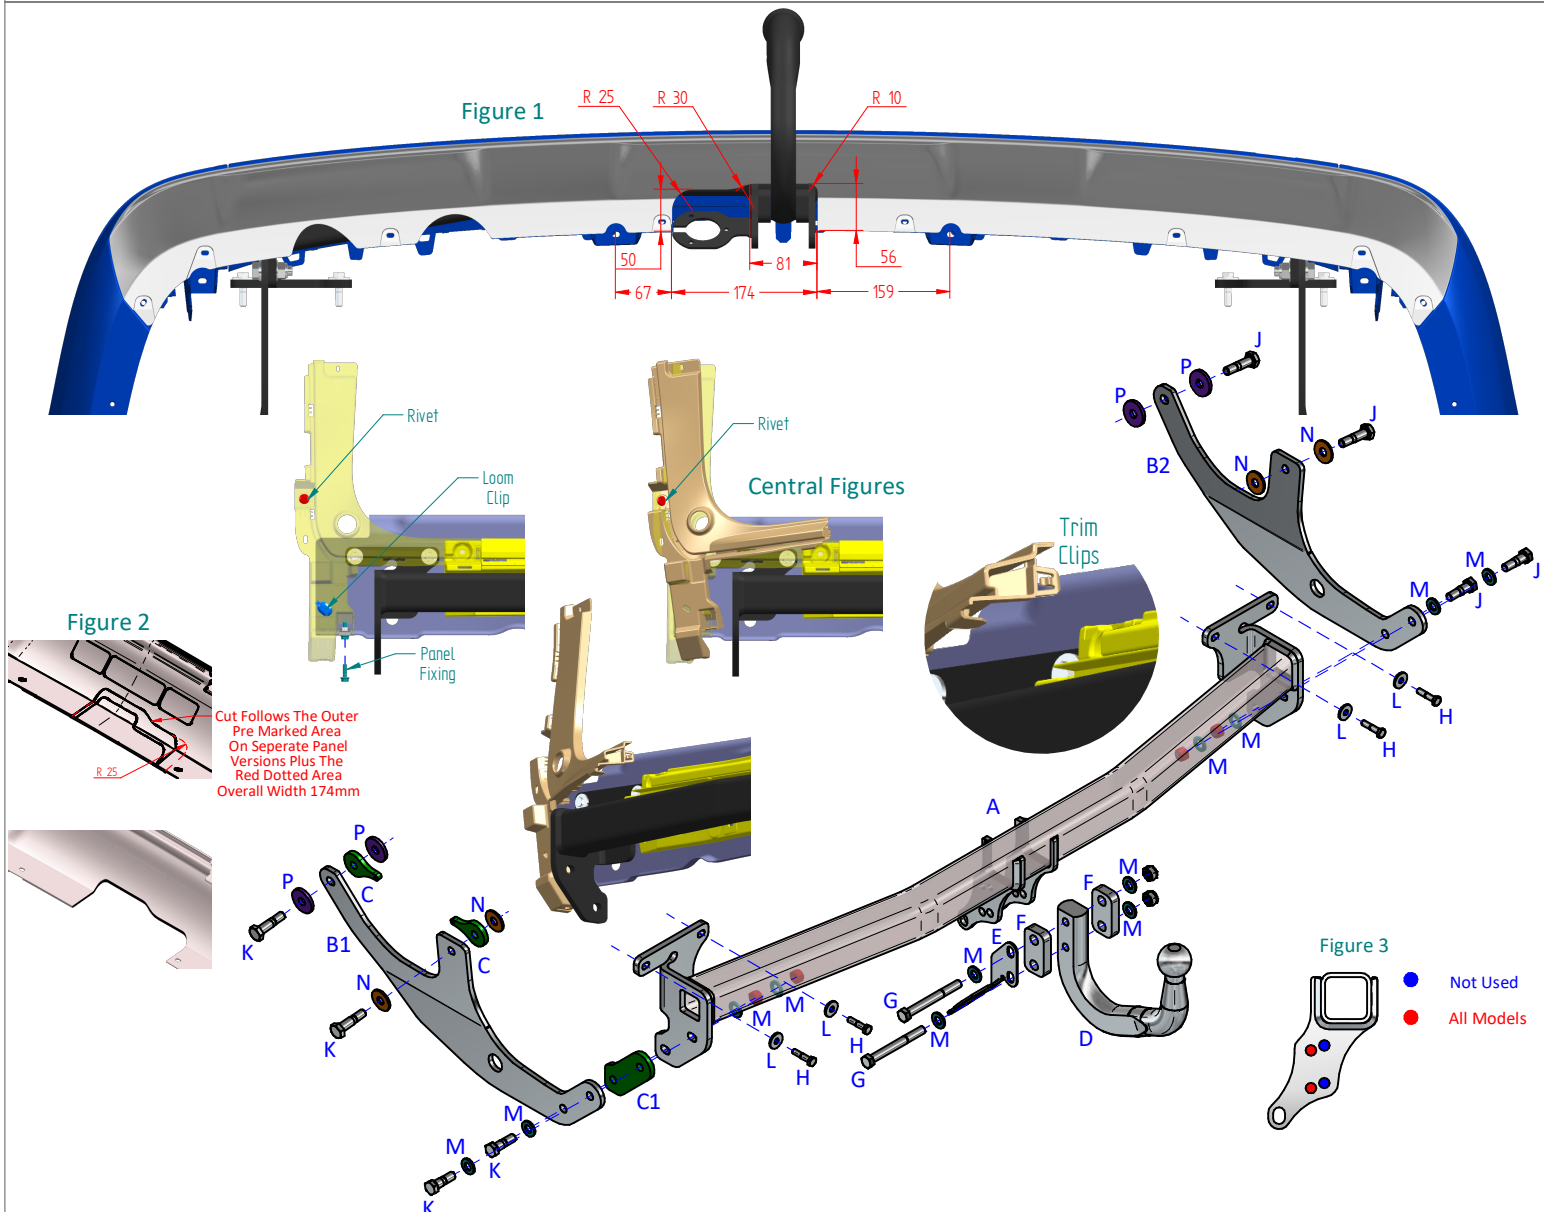 Figure 1
R 25
R 30
R 10
50
81
56
67
174
159
Rivet
Loom
Clip
Panel
Fixing
Rivet
Central Figures
Trim
Clips
Figure 2
Cut Follows The Outer
Pre Marked Area
On Seperate Panel
Versions Plus The
Red Dotted Area
Overall Width 174mm
R 25
J
P
P
J
N
N
B2
M
J
M
J
L
H
L
H
M
M
A
P
C
P
N
C
K
B1
N
K
M
F
M
F
E
M
G
M
G
D
M
M
L
H
L
H
C1
M
K
M
K
Figure 3
Not Used
All Models